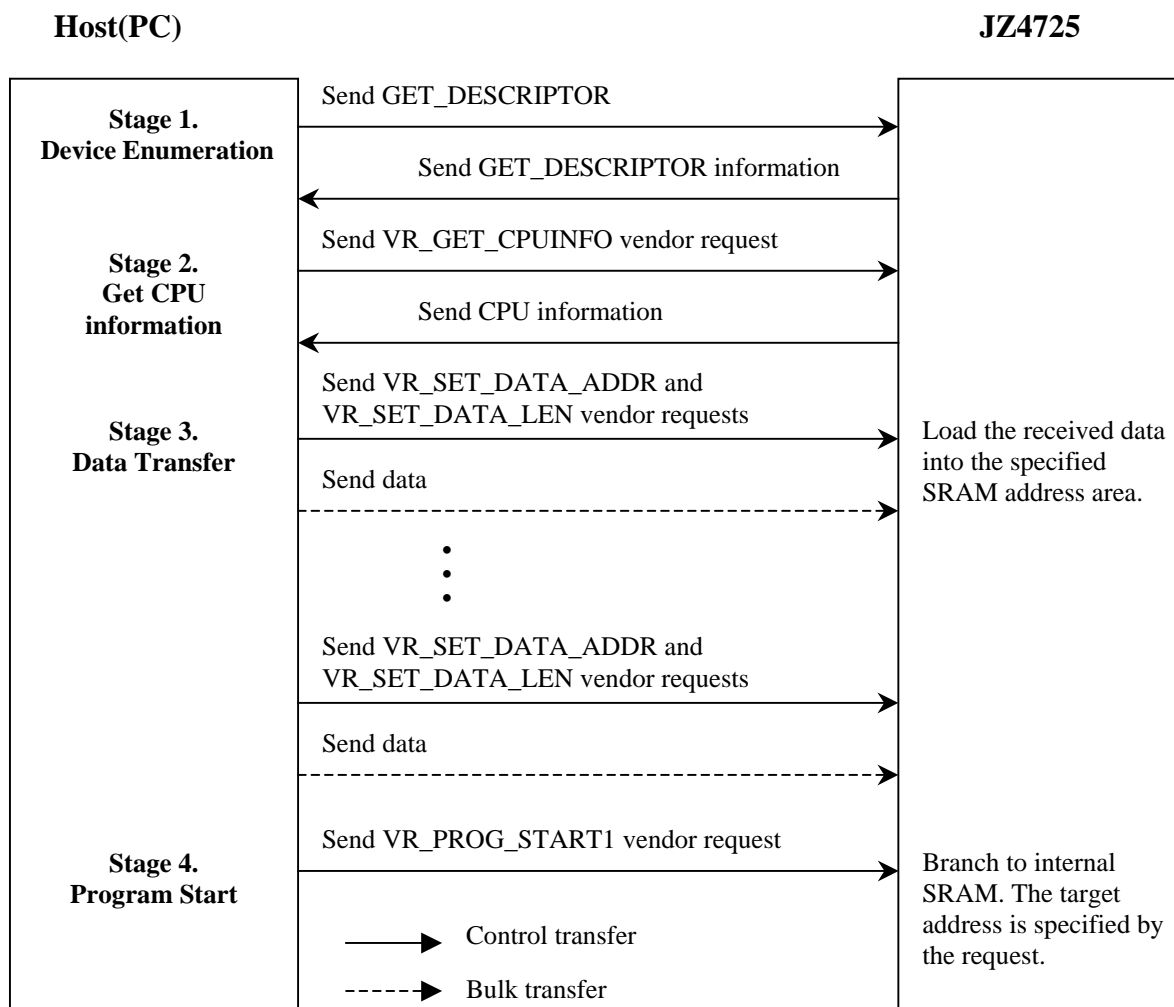 Host(PC)
JZ4725
Stage 1.
Device Enumeration
Send GET_DESCRIPTOR
Send GET_DESCRIPTOR information
Stage 2.
Get CPU
information
Send VR_GET_CPUINFO vendor request
Send CPU information
Stage 3.
Data Transfer
Send VR_SET_DATA_ADDR and
VR_SET_DATA_LEN vendor requests
Send data
Load the received data
into the specified
SRAM address area.
Send VR_SET_DATA_ADDR and
VR_SET_DATA_LEN vendor requests
Send data
Stage 4.
Program Start
Send VR_PROG_START1 vendor request
Branch to internal
SRAM. The target
address is specified by
the request.
Control transfer
Bulk transfer